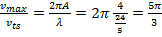 v_max/v_ts = 2πA/λ = 2π 4/(24/5) = 5π/3